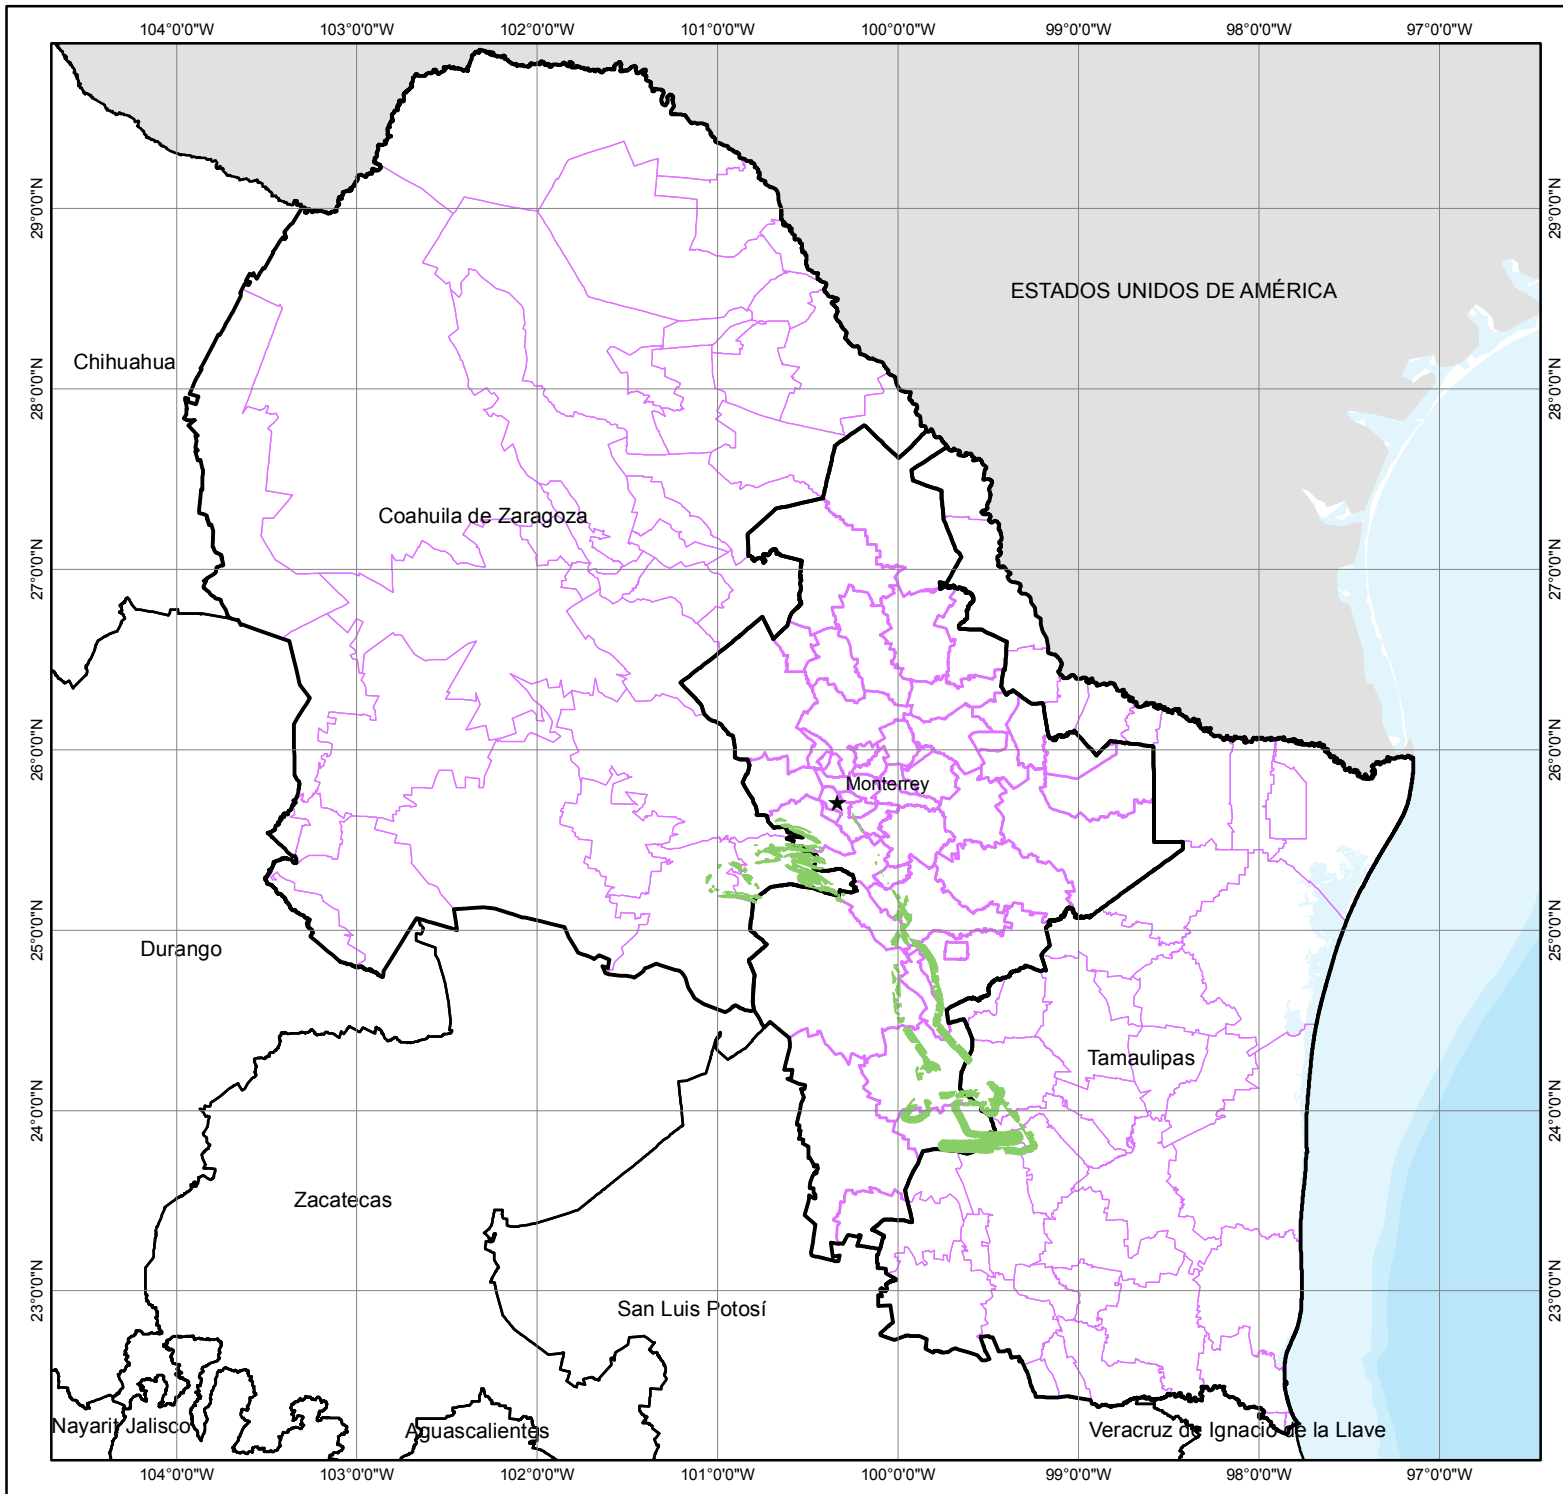 104°0'0"W 103°0'0"W 102°0'0"W 101°0'0"W 100°0'0"W 99°0'0"W 98°0'0"W 97°0'0"W
29°0'0"N
29°0'0"N
ESTADOS UNIDOS DE AMÉRICA
Chihuahua
28°0'0"N
28°0'0"N
Coahuila de Zaragoza
27°0'0"N
27°0'0"N
26°0'0"N
26°0'0"N
Monterrey
25°0'0"N
25°0'0"N
Durango
Tamaulipas
24°0'0"N
24°0'0"N
Zacatecas
23°0'0"N
23°0'0"N
San Luis Potosí
Nayarit Jalisco
Aguascalientes
Veracruz de Ignacio de la Llave
104°0'0"W 103°0'0"W 102°0'0"W 101°0'0"W 100°0'0"W 99°0'0"W 98°0'0"W 97°0'0"W